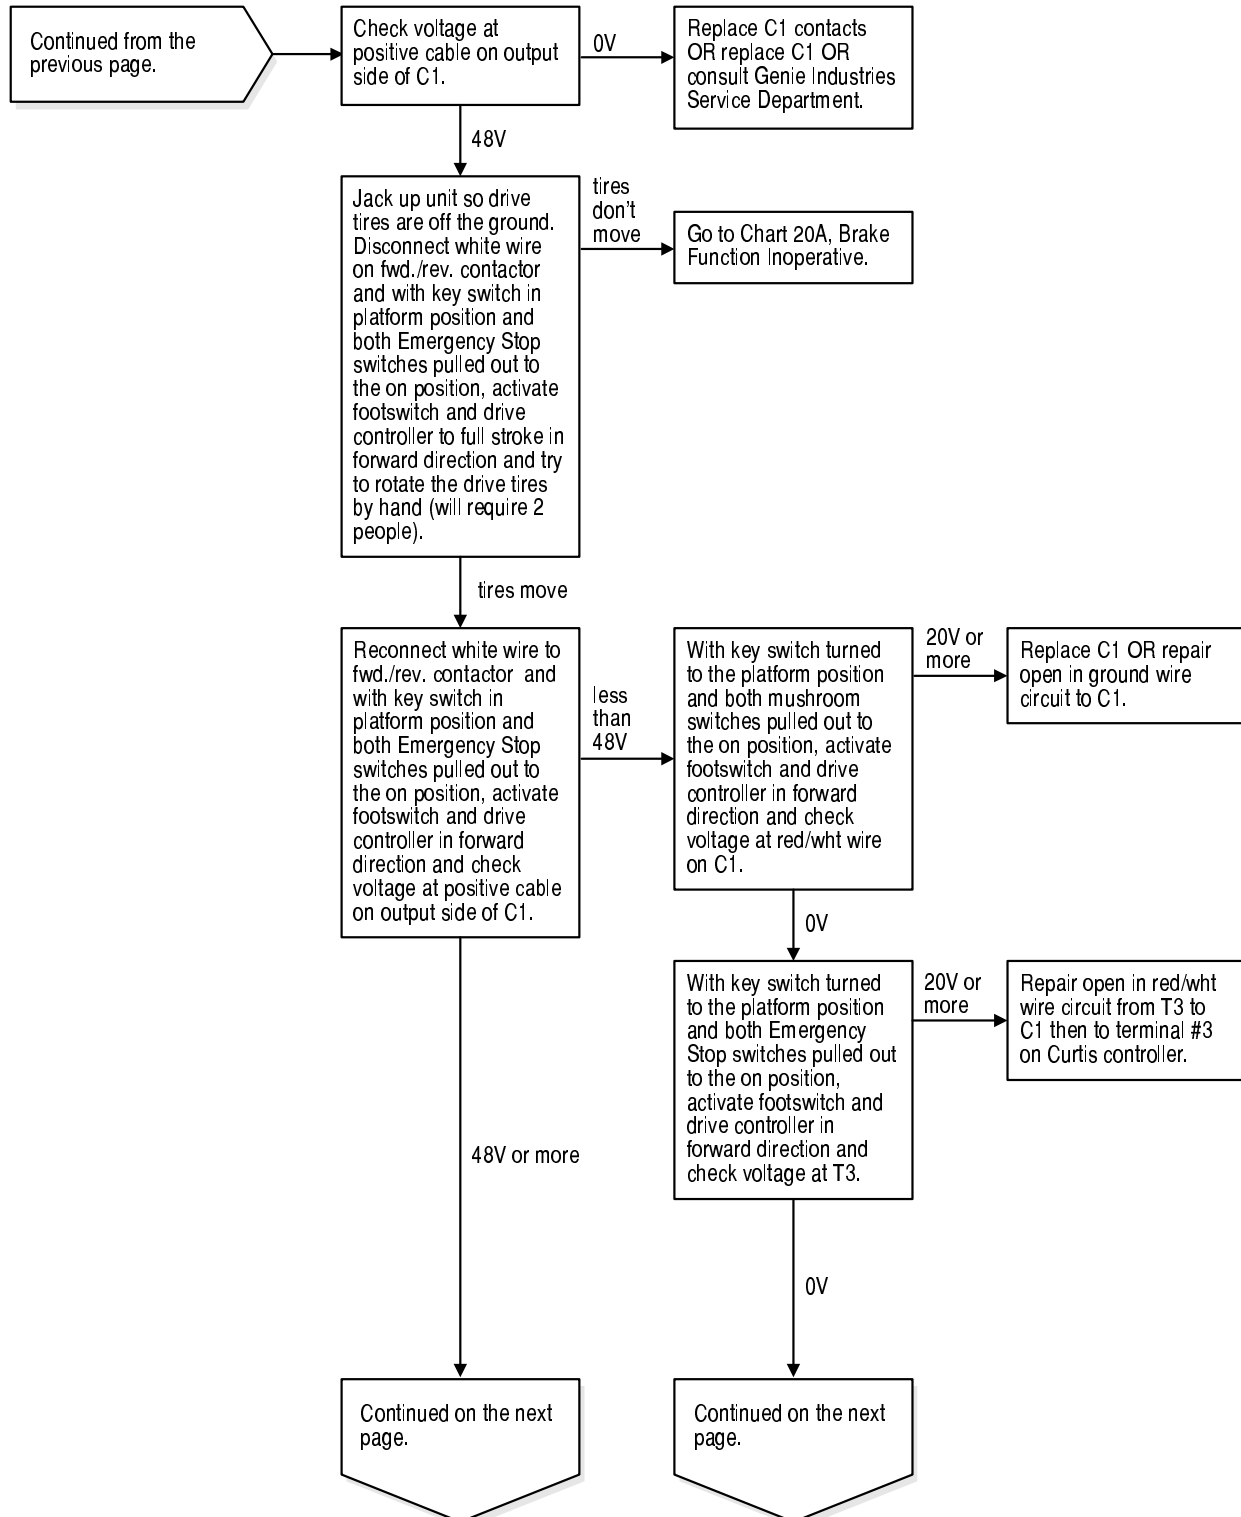 Continued from the
previous page.
Check voltage at
positive cable on output
side of C1.
0V
Replace C1 contacts
OR replace C1 OR
consult Genie Industries
Service Department.
48V
Jack up unit so drive
tires are off the ground.
Disconnect white wire
on fwd./rev. contactor
and with key switch in
platform position and
both Emergency Stop
switches pulled out to
the on position, activate
footswitch and drive
controller to full stroke in
forward direction and try
to rotate the drive tires
by hand (will require 2
people).
tires
don't
move
Go to Chart 20A, Brake
Function Inoperative.
tires move
Reconnect white wire to
fwd./rev. contactor and
with key switch in
platform position and
both Emergency Stop
switches pulled out to
the on position, activate
footswitch and drive
controller in forward
direction and check
voltage at positive cable
on output side of C1.
less
than
48V
With key switch turned
to the platform position
and both mushroom
switches pulled out to
the on position, activate
footswitch and drive
controller in forward
direction and check
voltage at red/wht wire
on C1.
20V or
more
Replace C1 OR repair
open in ground wire
circuit to C1.
0V
With key switch turned
to the platform position
and both Emergency
Stop switches pulled out
to the on position,
activate footswitch and
drive controller in
forward direction and
check voltage at T3.
20V or
more
Repair open in red/wht
wire circuit from T3 to
C1 then to terminal #3
on Curtis controller.
48V or more
0V
Continued on the next
page.
Continued on the next
page.